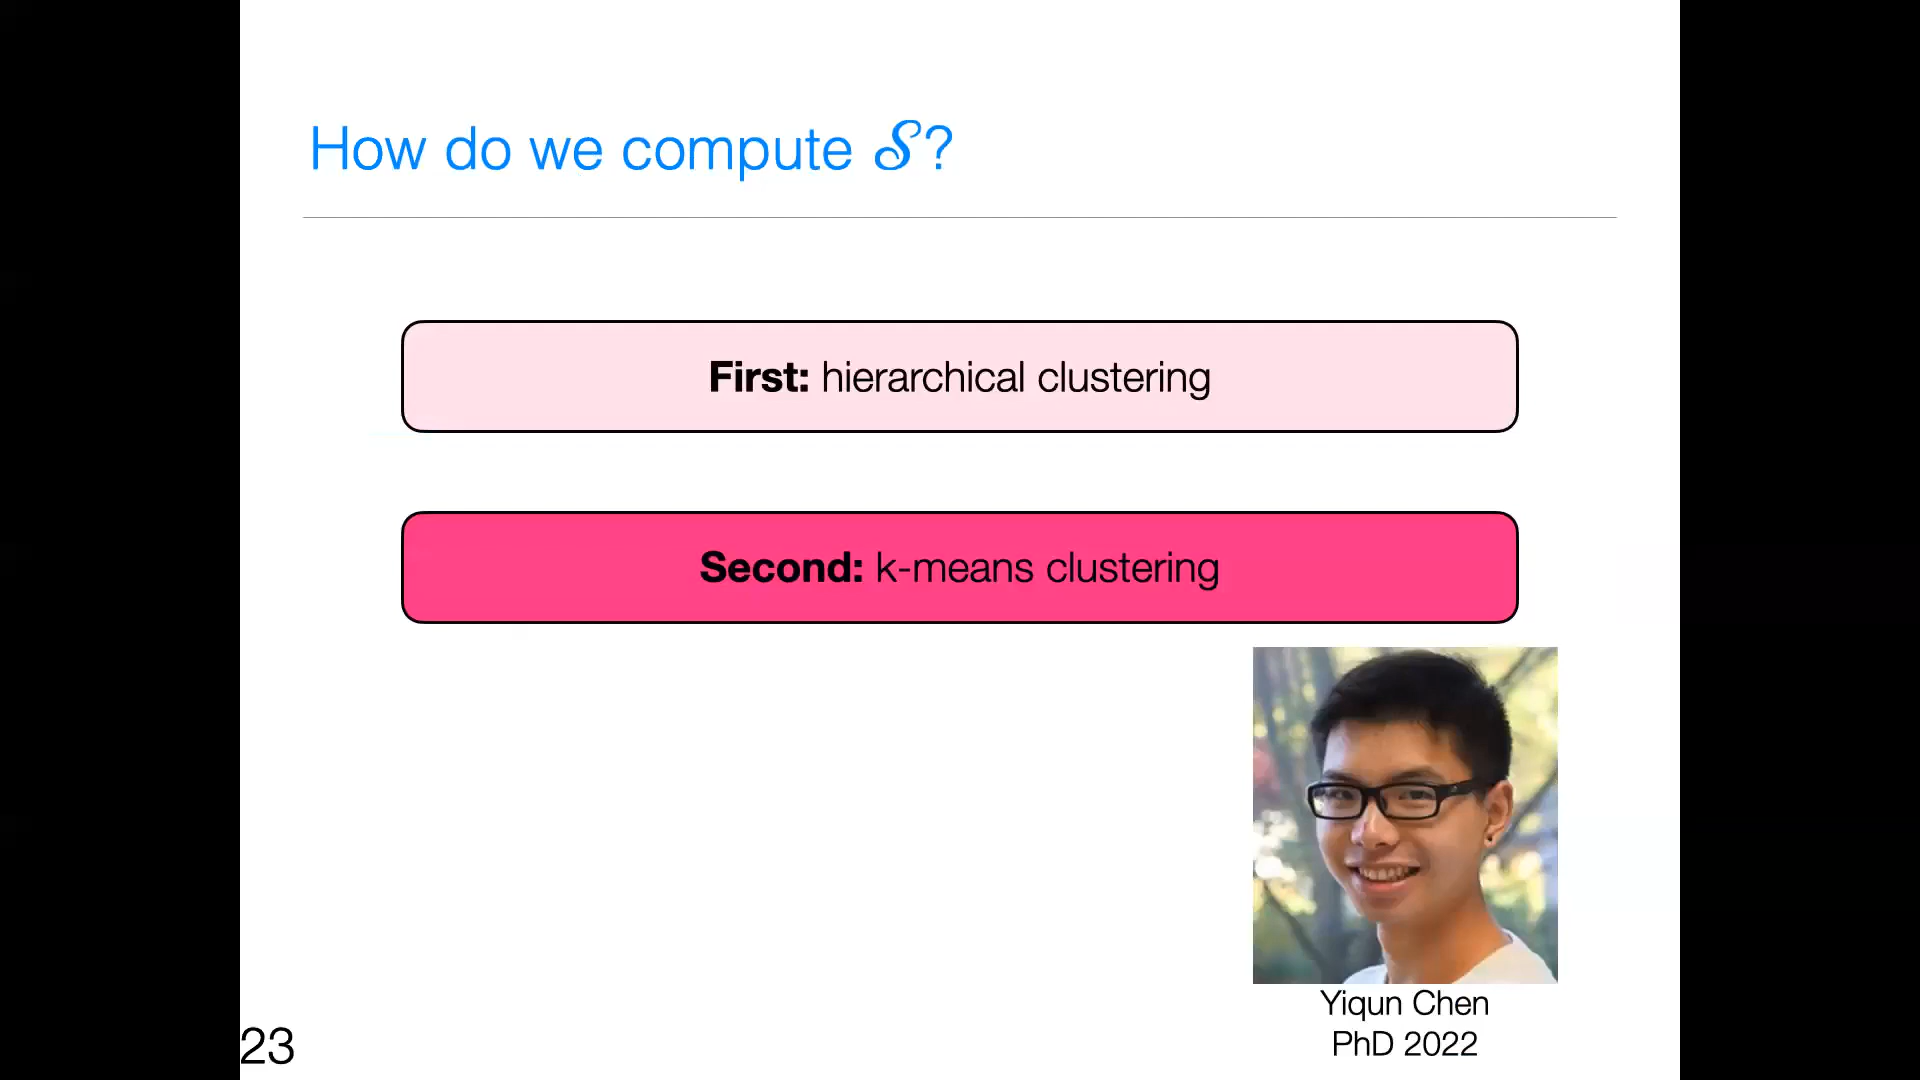 How do we compute 𝒮?
First: hierarchical clustering
Second: k-means clustering
Yiqun Chen
PhD 2022
23